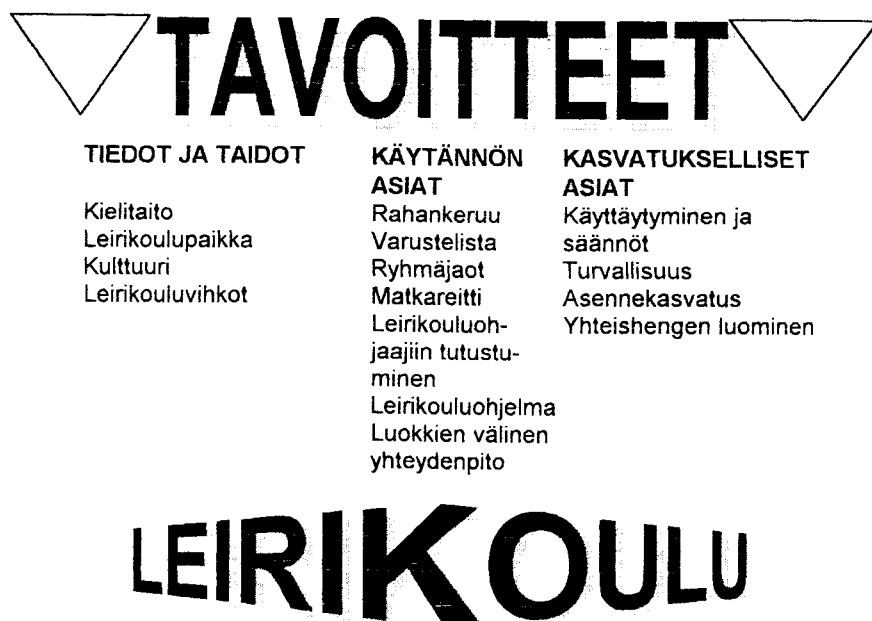 TAVOITTEET
TIEDOT JA TAIDOT
Kielitaito
Leirikoulupaikka
Kulttuuri
Leirikouluvihkot
KÄYTÄNNÖN
ASIAT
Rahankeruu
Varustelista
Ryhmäjaot
Matkareitti
Leirikouluoh-
jaajiin tutustu-
minen
Leirikouluohjelma
Luokkien välinen
yhteydenpito
KASVATUKSELLISET
ASIAT
Käyttäytyminen ja
säännöt
Turvallisuus
Asennekasvatus
Yhteishengen luominen
LEIRIKOULU